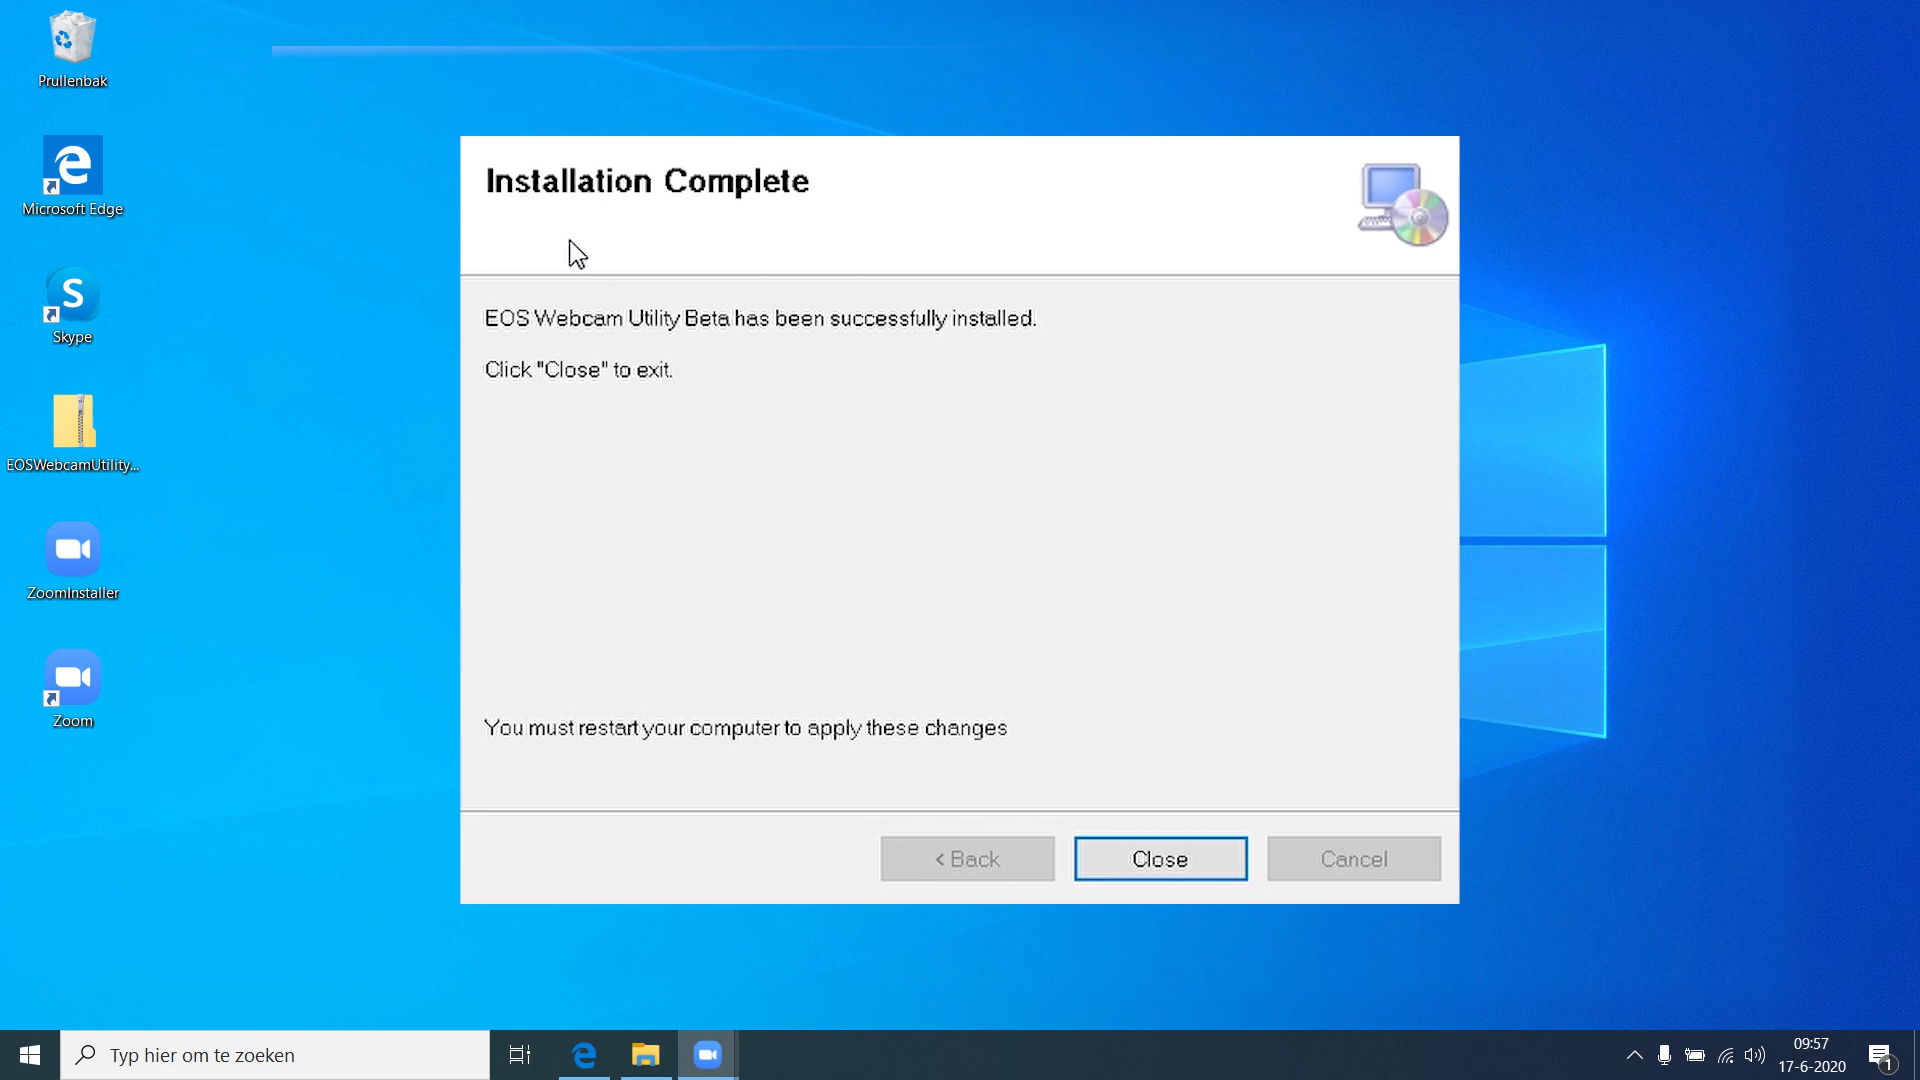 Prullenbak
Microsoft Edge
Skype
EOSWebcamUtility...
ZoomInstaller
Zoom
Installation Complete
EOS Webcam Utility Beta has been successfully installed.
Click "Close" to exit.
You must restart your computer to apply these changes
< Back
Close
Cancel
Typ hier om te zoeken
09:57
17-6-2020
1